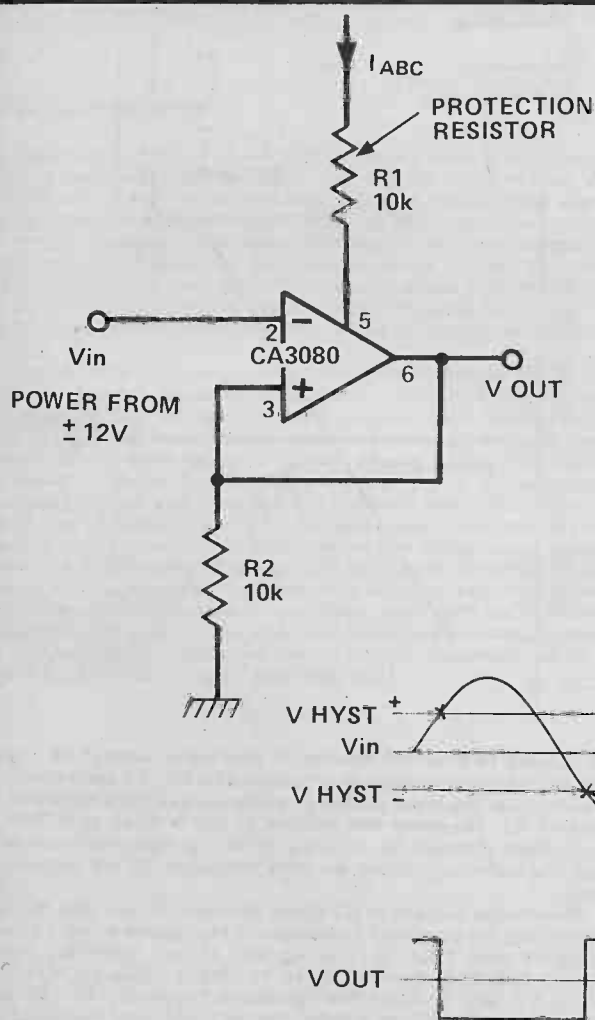 I ABC
PROTECTION
RESISTOR
R1
10k
2
−
5
CA3080
Vin
6
+
3
V OUT
POWER FROM
± 12V
R2
10k
V HYST +
Vin
V HYST −
V OUT